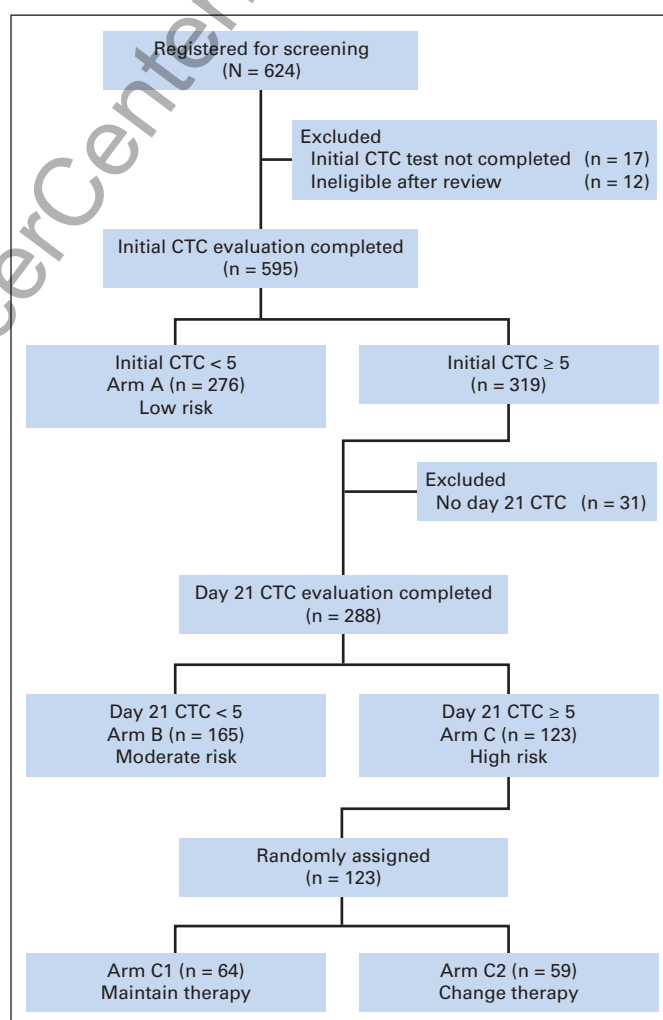 Registered for screening
(N = 624)
Excluded
Initial CTC test not completed (n = 17)
Ineligible after review (n = 12)
Initial CTC evaluation completed
(n = 595)
Initial CTC < 5
Arm A (n = 276)
Low risk
Initial CTC ≥ 5
(n = 319)
Excluded
No day 21 CTC (n = 31)
Day 21 CTC evaluation completed
(n = 288)
Day 21 CTC < 5
Arm B (n = 165)
Moderate risk
Day 21 CTC ≥ 5
Arm C (n = 123)
High risk
Randomly assigned
(n = 123)
Arm C1 (n = 64)
Maintain therapy
Arm C2 (n = 59)
Change therapy